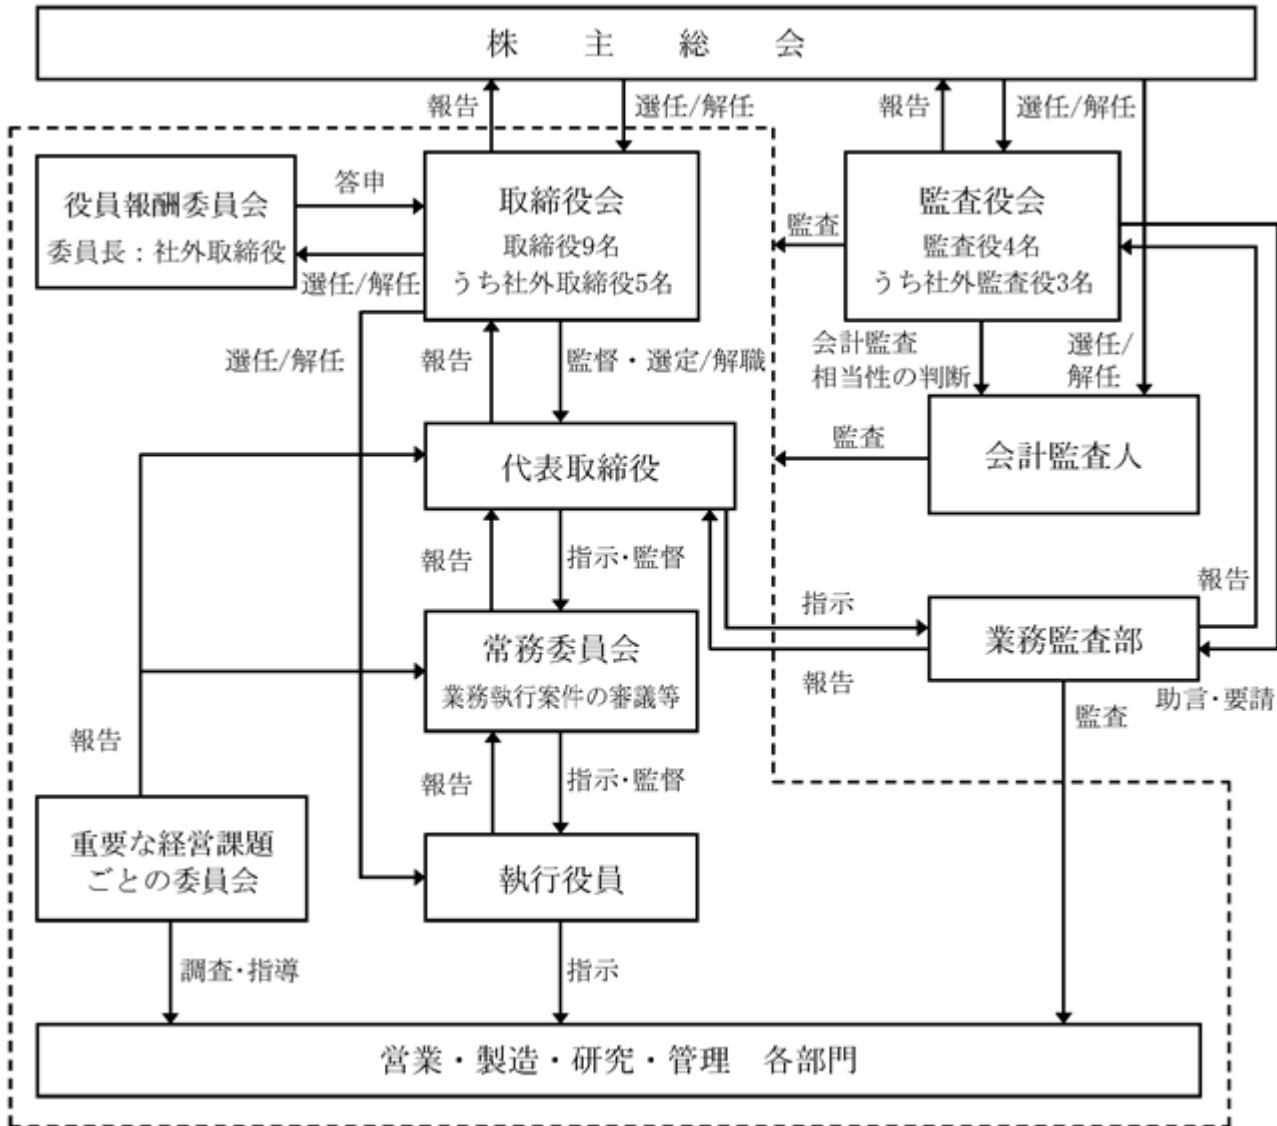 株主総会
報告
選任/解任
報告
選任/解任
役員報酬委員会
委員長：社外取締役
答申
選任/解任
取締役会
取締役9名
うち社外取締役5名
監査
監査役会
監査役4名
うち社外監査役3名
選任/解任
報告
監督・選定/解職
会計監査
相当性の判断
選任/
解任
代表取締役
監査
会計監査人
報告
指示・監督
指示
報告
業務監査部
報告
助言・要請
監査
常務委員会
業務執行案件の審議等
報告
報告
指示・監督
重要な経営課題
ごとの委員会
執行役員
調査・指導
指示
営業・製造・研究・管理　各部門